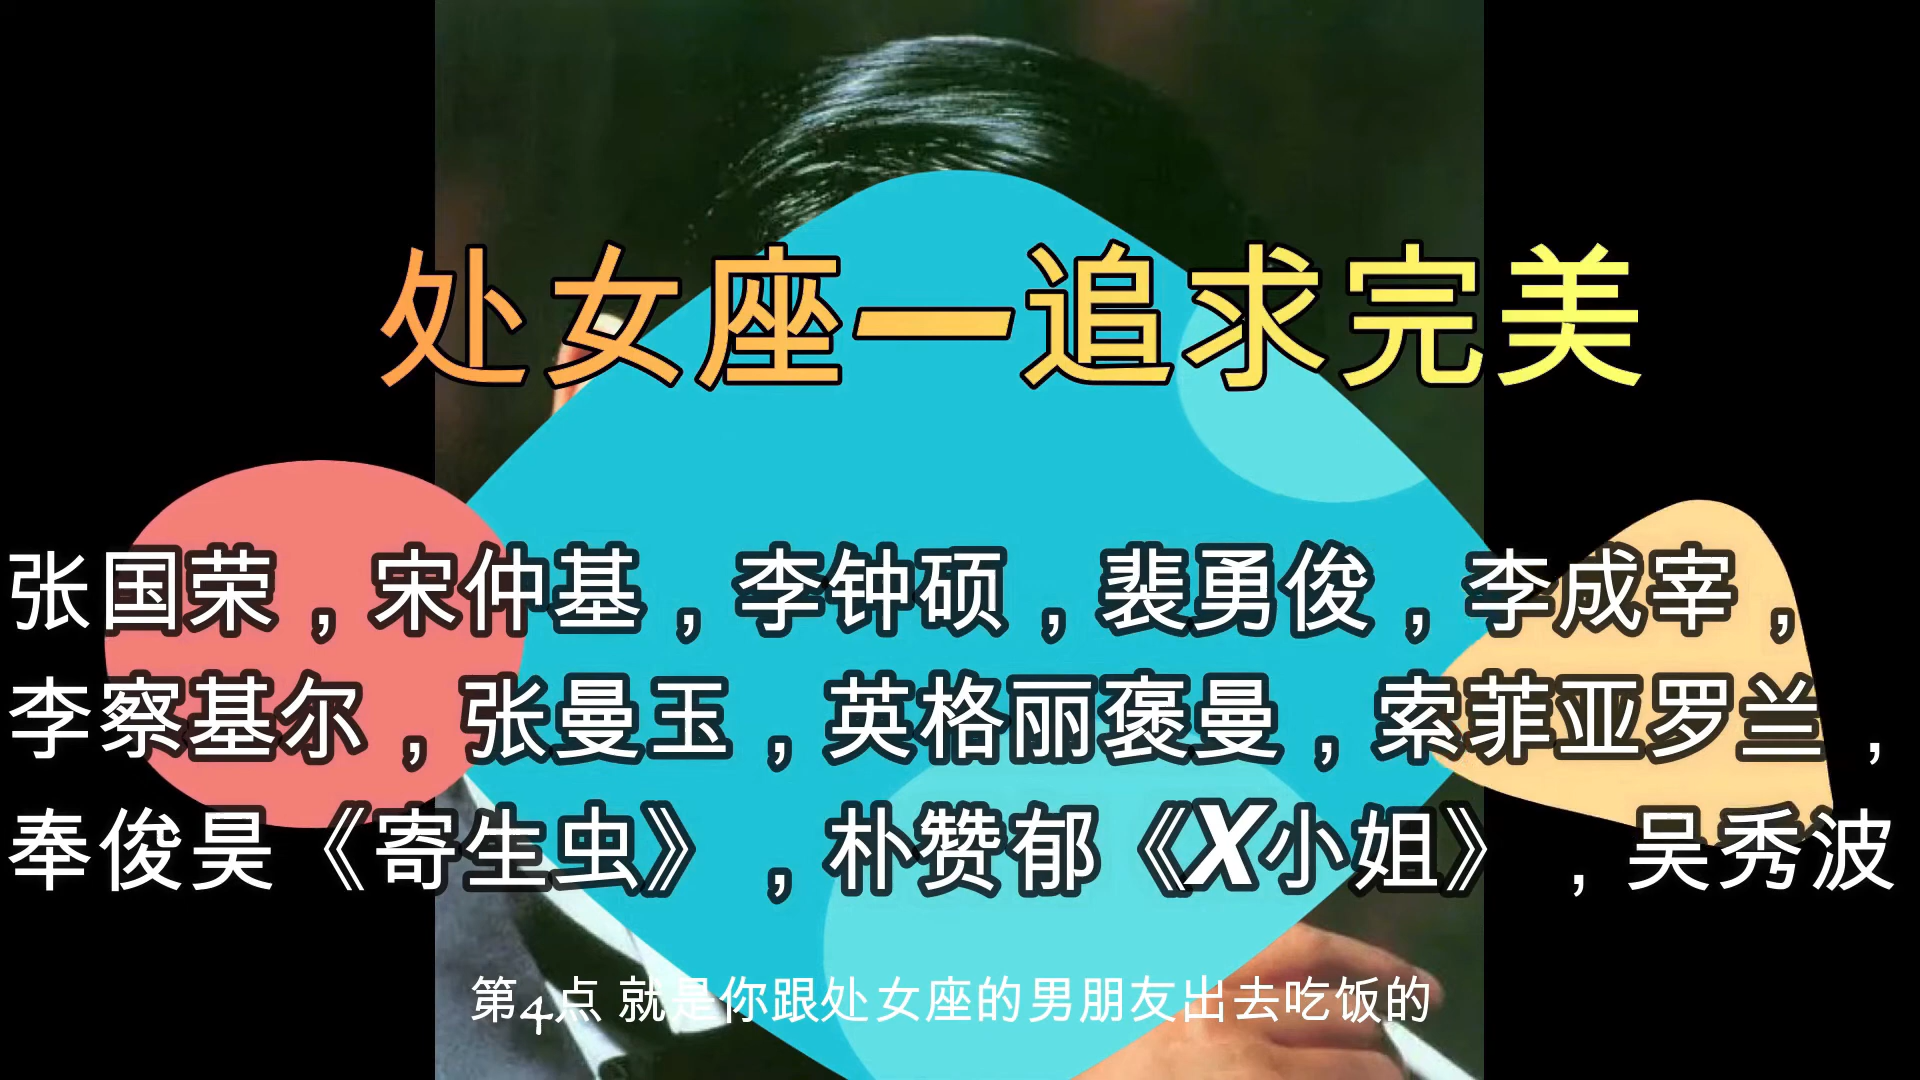 处女座—追求完美
张国荣，宋仲基，李钟硕，裴勇俊，李成宰，
李察基尔，张曼玉，英格丽褒曼，索菲亚罗兰，
奉俊昊《寄生虫》，朴赞郁《X小姐》，吴秀波
第4点 就是你跟处女座的男朋友出去吃饭的